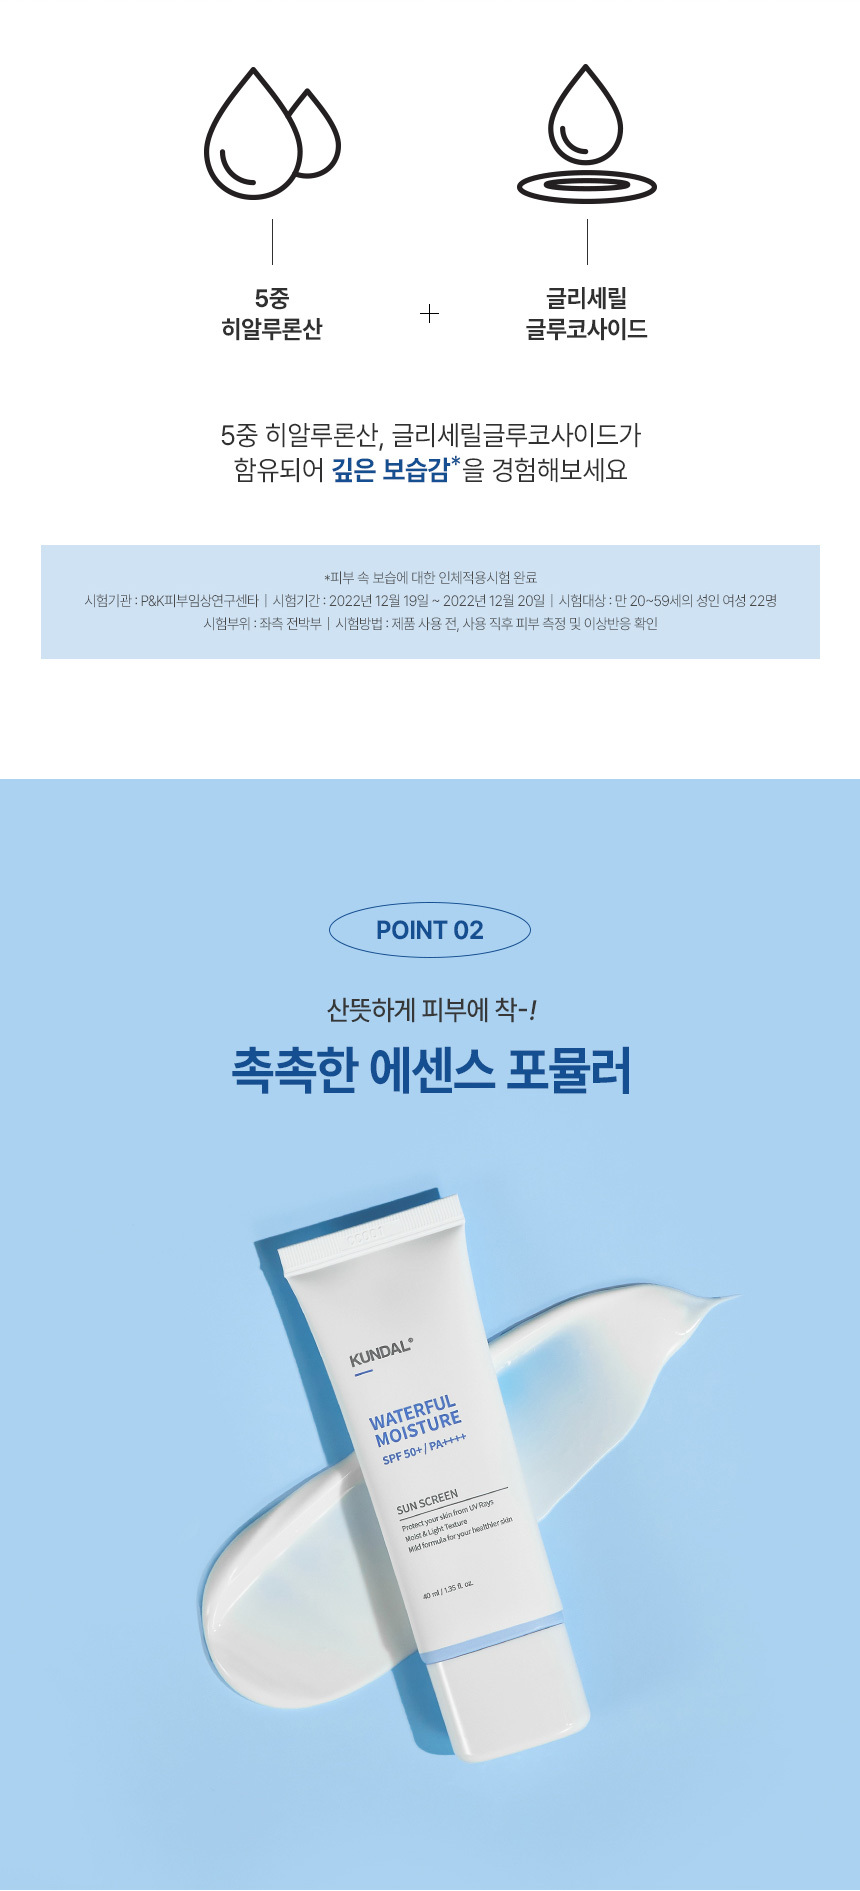 5중
히알루론산
+
글리세릴
글루코사이드
5중 히알루론산, 글리세릴글루코사이드가
함유되어 깊은 보습감*을 경험해보세요
*피부 속 보습에 대한 인체적용시험 완료
시험기관 : P&K피부임상연구센타 | 시험기간 : 2022년 12월 19일 ~ 2022년 12월 20일 | 시험대상 : 만 20~59세의 성인 여성 22명
시험부위 : 좌측 전박부 | 시험방법 : 제품 사용 전, 사용 직후 피부 측정 및 이상반응 확인
POINT 02
산뜻하게 피부에 착-!
촉촉한 에센스 포뮬러
KUNDAL®
WATERFUL
MOISTURE
SPF 50+ / PA++++
SUN SCREEN
Protect your skin from UV Rays
Moist & Light Texture
Mild formula for your healthier skin
40 ml / 1.35 fl. oz.